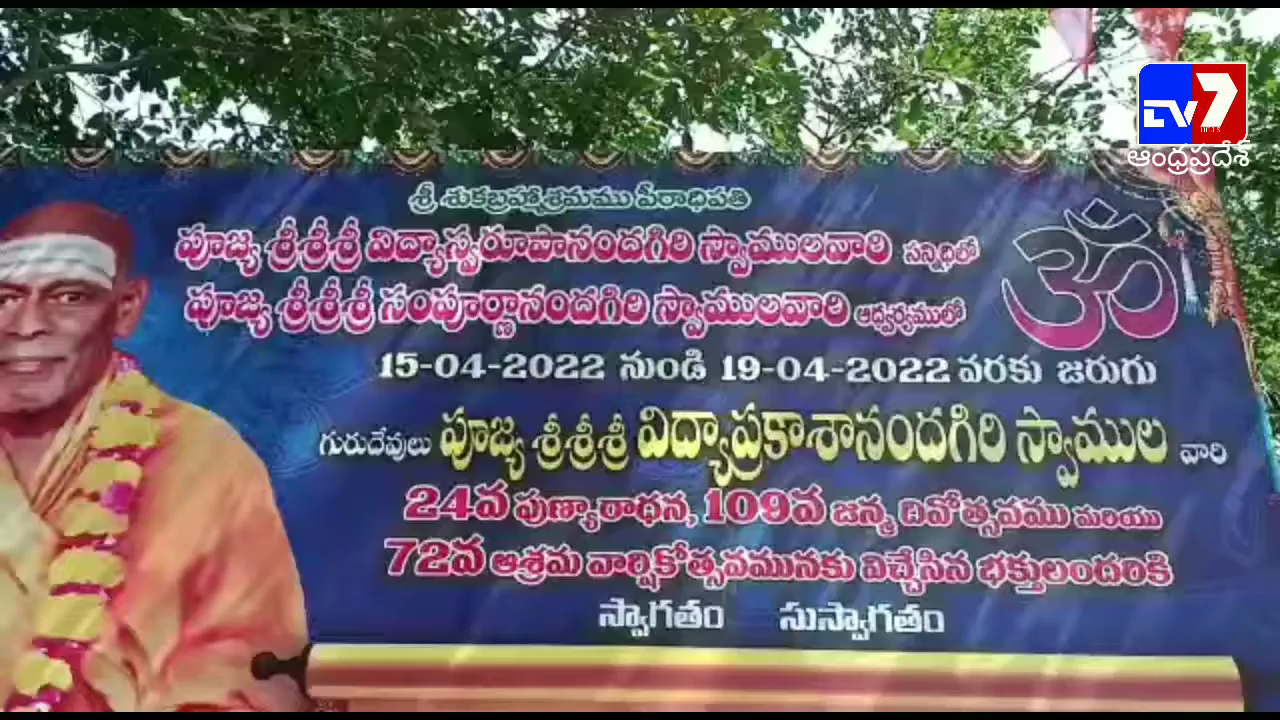 TV7
ఆంధ్రప్రదేశ్
శ్రీ శుకబ్రహ్మాశ్రమము పీఠాధిపతి
పూజ్య శ్రీశ్రీశ్రీ విద్యాస్వరూపానందగిరి స్వాములవారి సన్నిధిలో
పూజ్య శ్రీశ్రీశ్రీ సంపూర్ణానందగిరి స్వాములవారి ఆధ్వర్యములో
15-04-2022 నుండి 19-04-2022 వరకు జరుగు
గురుదేవులు పూజ్య శ్రీశ్రీశ్రీ విద్యాప్రకాశానందగిరి స్వాముల వారి
24వ పుణ్యారాధన, 109వ జన్మ దివోత్సవము మరియు
72వ ఆశ్రమ వార్షికోత్సవమునకు విచ్చేసిన భక్తులందరికి
స్వాగతం సుస్వాగతం
ॐ